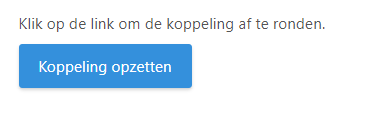 Klik op de link om de koppeling af te ronden.
Koppeling opzetten